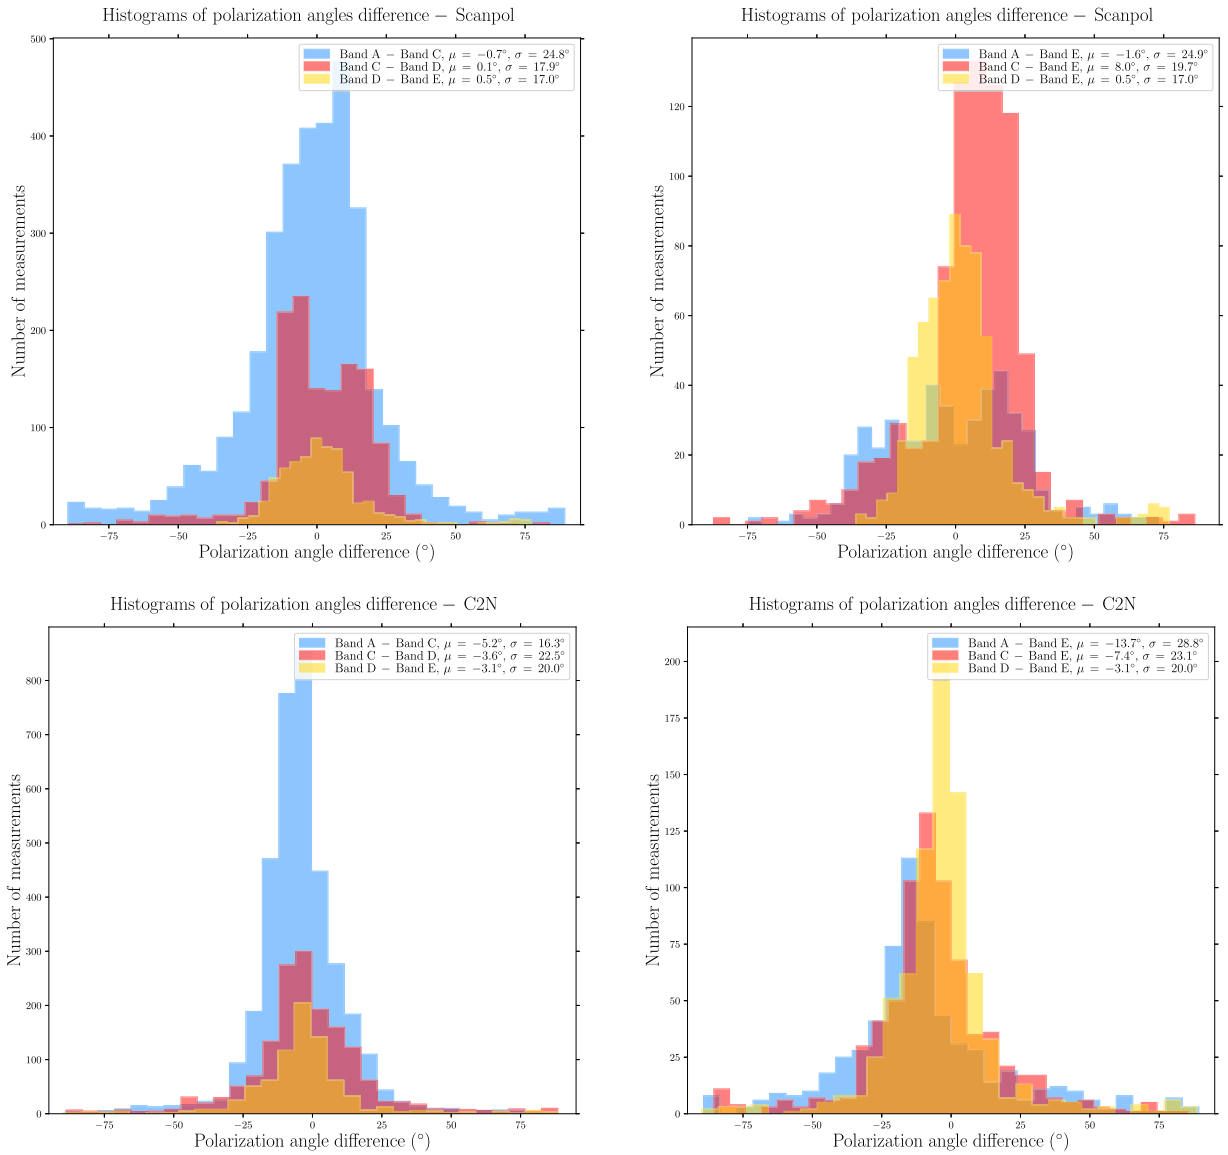 Histograms of polarization angles difference − Scanpol
Band A − Band C, μ = −0.7°, σ = 24.8°
Band C − Band D, μ = 0.1°, σ = 17.9°
Band D − Band E, μ = 0.5°, σ = 17.0°
500
400
300
200
100
0
Number of measurements
−75 −50 −25 0 25 50 75
Polarization angle difference (°)
Histograms of polarization angles difference − Scanpol
Band A − Band E, μ = −1.6°, σ = 24.9°
Band C − Band E, μ = 8.0°, σ = 19.7°
Band D − Band E, μ = 0.5°, σ = 17.0°
120
100
80
60
40
20
0
Number of measurements
−75 −50 −25 0 25 50 75
Polarization angle difference (°)
Histograms of polarization angles difference − C2N
Band A − Band C, μ = −5.2°, σ = 16.3°
Band C − Band D, μ = −3.6°, σ = 22.5°
Band D − Band E, μ = −3.1°, σ = 20.0°
800
700
600
500
400
300
200
100
0
Number of measurements
−75 −50 −25 0 25 50 75
Polarization angle difference (°)
Histograms of polarization angles difference − C2N
Band A − Band E, μ = −13.7°, σ = 28.8°
Band C − Band E, μ = −7.4°, σ = 23.1°
Band D − Band E, μ = −3.1°, σ = 20.0°
200
175
150
125
100
75
50
25
0
Number of measurements
−75 −50 −25 0 25 50 75
Polarization angle difference (°)